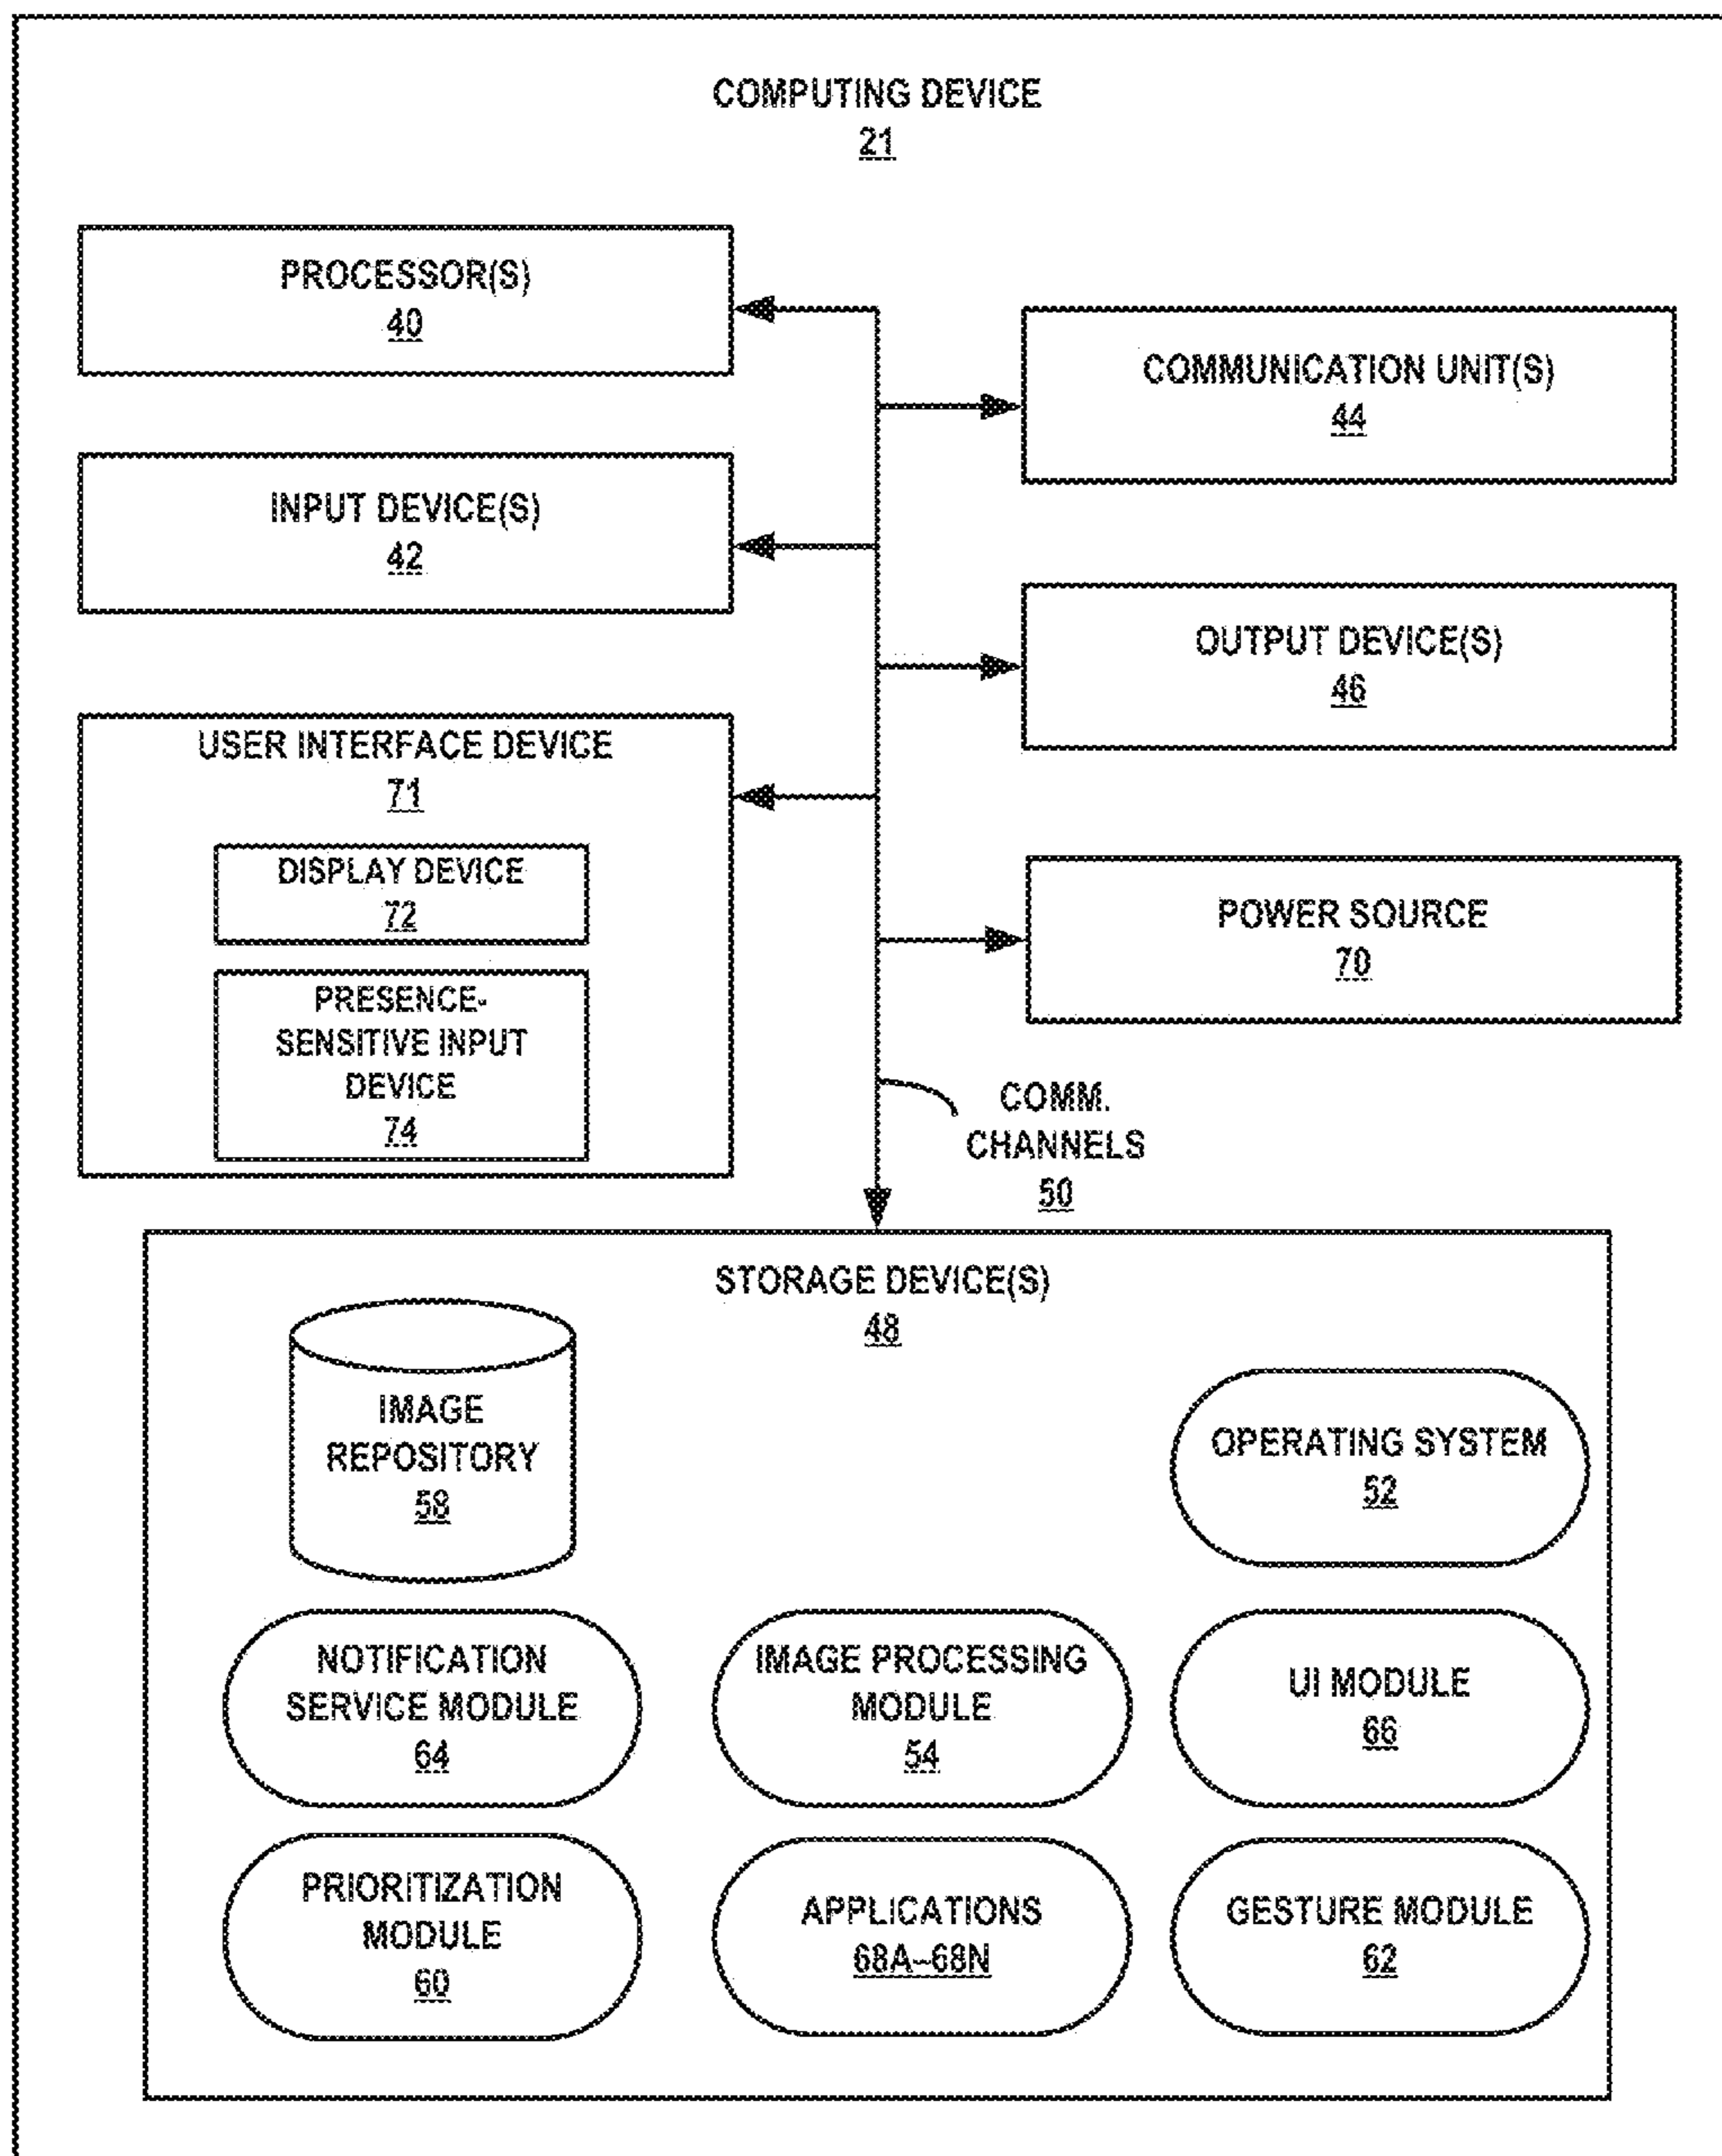 COMPUTING DEVICE
21
PROCESSOR(S)
40
COMMUNICATION UNIT(S)
44
INPUT DEVICE(S)
42
OUTPUT DEVICE(S)
46
USER INTERFACE DEVICE
71
DISPLAY DEVICE
72
PRESENCE-
SENSITIVE INPUT
DEVICE
74
POWER SOURCE
70
COMM.
CHANNELS
50
STORAGE DEVICE(S)
48
IMAGE
REPOSITORY
58
OPERATING SYSTEM
52
NOTIFICATION
SERVICE MODULE
64
IMAGE PROCESSING
MODULE
54
UI MODULE
66
PRIORITIZATION
MODULE
60
APPLICATIONS
68A–68N
GESTURE MODULE
62